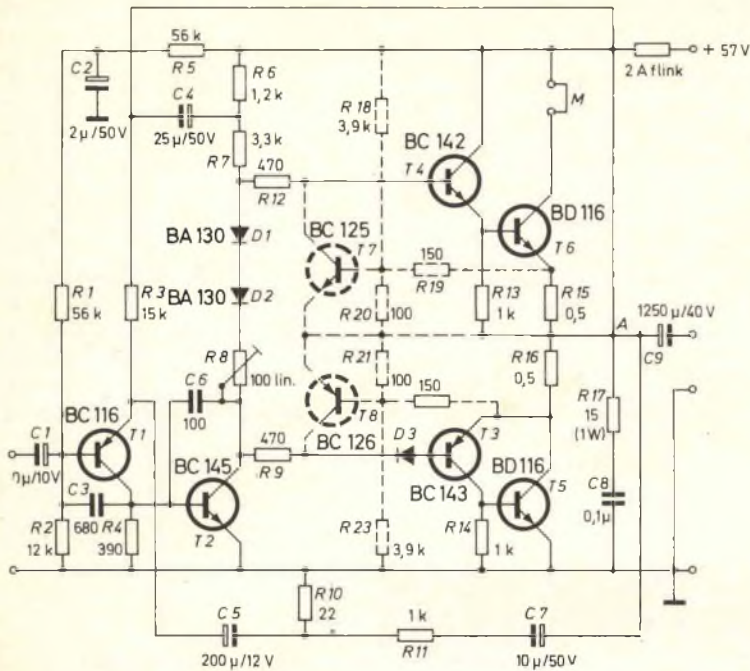 56 k
R5
C2
2µ/50 V
R6
1,2k
C4
25µ/50V
R7
3,3 k
470
R12
R18
3,9k
BC 142
T4
+ 57 V
2 A flink
M
BD 116
T6
BC 125
T7
BA 130
D1
BA 130
D2
150
R19
R1
56 k
R3
15 k
R20
100
R13
1 k
R15
0,5
A
1250 µ/40 V
C9
R8
100 lin.
C6
100
R21
100
T8
BC 126
150
R16
0,5
R17
15
(1W)
BC 116
T1
C1
0µ/10V
C3
680
R2
12 k
R4
390
BC 145
T2
470
R9
D3
T3
BC 143
BD 116
T5
C8
0,1µ
R23
3,9 k
R14
1 k
R10
22
C5
200µ/12 V
1 k
R11
C7
10µ/50V